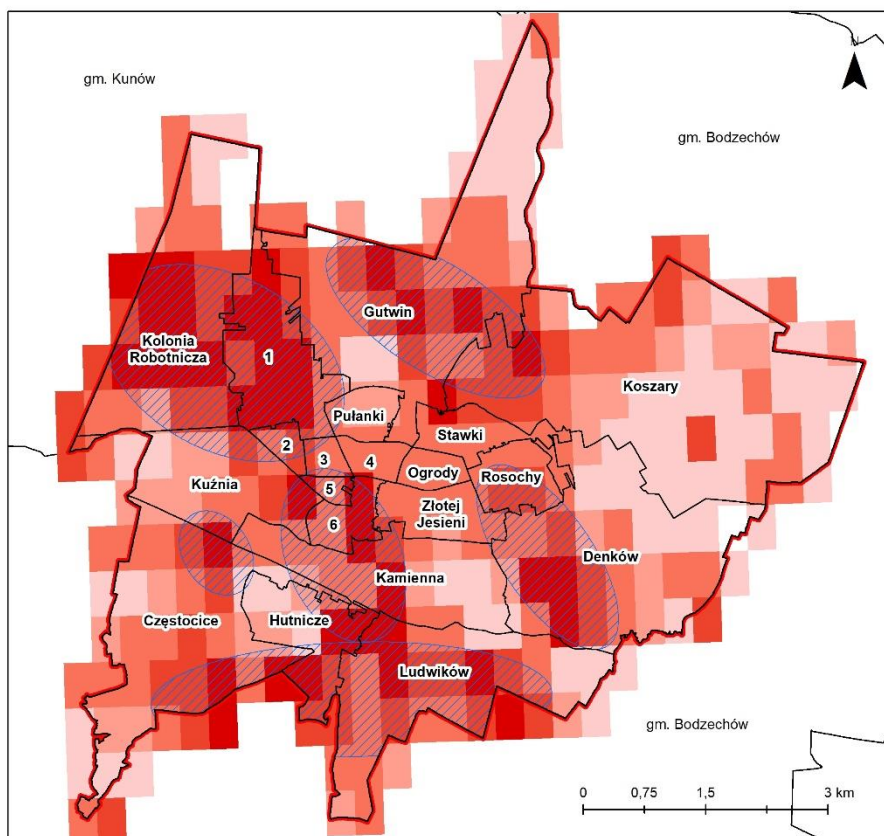 N
gm. Kunów
gm. Bodzechów
Gutwin
Kolonia
Robotnicza
1
Koszary
Pułanki
Stawki
2
3
4
Ogrody
Rosochy
Kuźnia
5
Złotej
Jesieni
6
Denków
Kamienna
Częstocice
Hutnicze
Ludwików
gm. Bodzechów
0 0,75 1,5 3 km